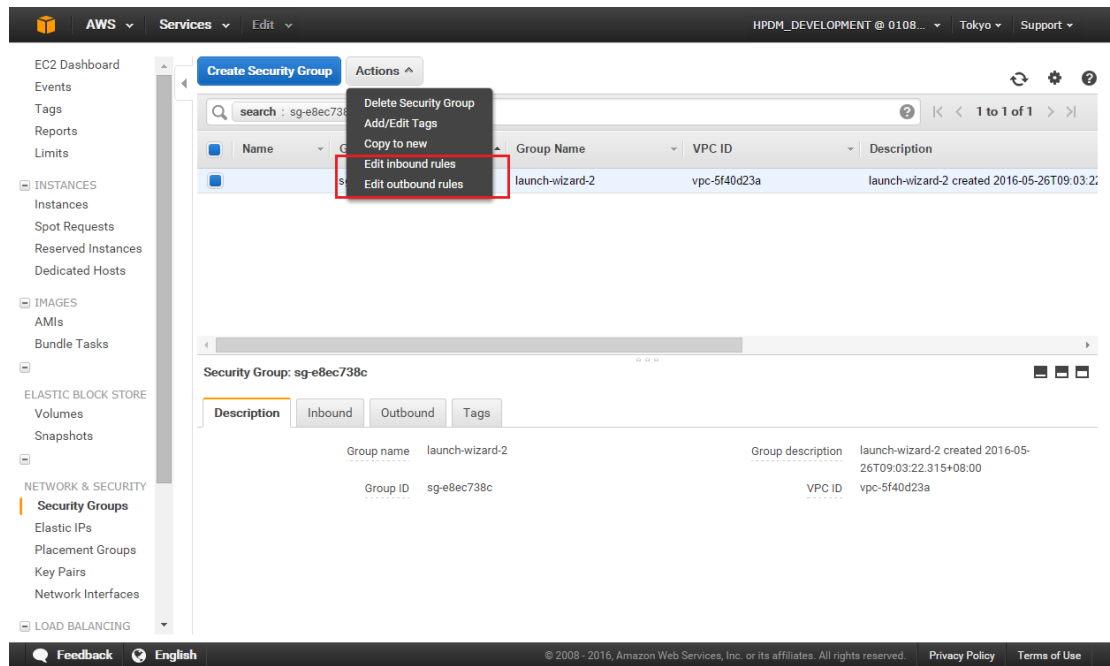 AWS Services Edit HPDM_DEVELOPMENT @ 0108... Tokyo Support
EC2 Dashboard
Events
Tags
Reports
Limits
INSTANCES
Instances
Spot Requests
Reserved Instances
Dedicated Hosts
IMAGES
AMIs
Bundle Tasks
ELASTIC BLOCK STORE
Volumes
Snapshots
NETWORK & SECURITY
Security Groups
Elastic IPs
Placement Groups
Key Pairs
Network Interfaces
LOAD BALANCING
Create Security Group Actions
search : sg-e8ec738 1 to 1 of 1
Delete Security Group
Add/Edit Tags
Copy to new
Edit inbound rules
Edit outbound rules
Name G Group Name VPC ID Description
s launch-wizard-2 vpc-5f40d23a launch-wizard-2 created 2016-05-26T09:03:22
Security Group: sg-e8ec738c
Description Inbound Outbound Tags
Group name launch-wizard-2 Group description launch-wizard-2 created 2016-05-
26T09:03:22.315+08:00
Group ID sg-e8ec738c VPC ID vpc-5f40d23a
Feedback English © 2008 - 2016, Amazon Web Services, Inc. or its affiliates. All rights reserved. Privacy Policy Terms of Use